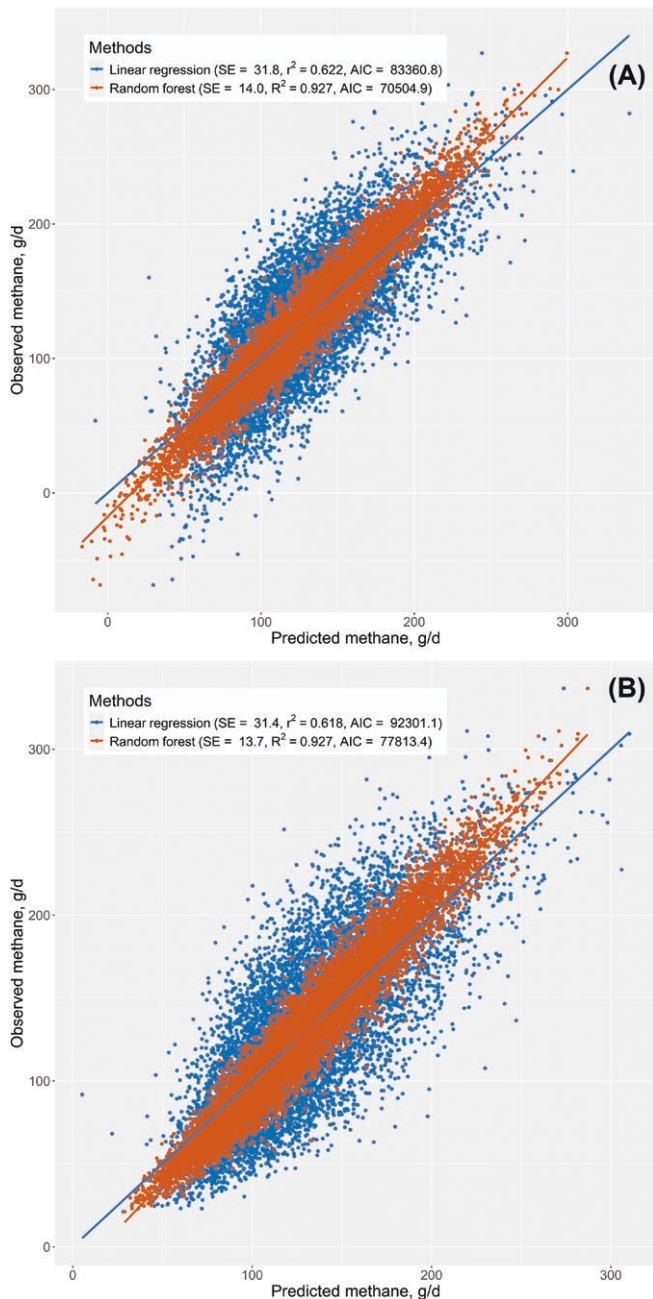 Methods
Linear regression (SE = 31.8, r² = 0.622, AIC = 83360.8)
Random forest (SE = 14.0, R² = 0.927, AIC = 70504.9)
(A)
Observed methane, g/d
300
200
100
0
0 100 200 300
Predicted methane, g/d
Methods
Linear regression (SE = 31.4, r² = 0.618, AIC = 92301.1)
Random forest (SE = 13.7, R² = 0.927, AIC = 77813.4)
(B)
Observed methane, g/d
300
200
100
0
0 100 200 300
Predicted methane, g/d